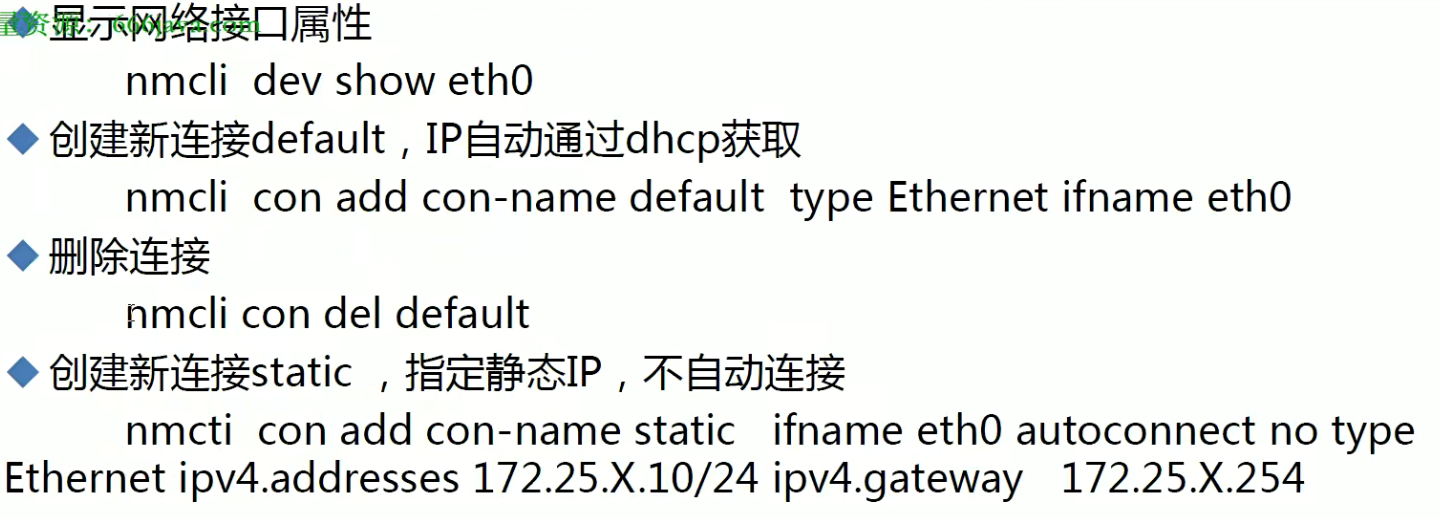 显示网络接口属性
量资源：666java.com
nmcli dev show eth0
创建新连接default，IP自动通过dhcp获取
nmcli con add con-name default type Ethernet ifname eth0
删除连接
nmcli con del default
创建新连接static ，指定静态IP，不自动连接
nmcti con add con-name static ifname eth0 autoconnect no type
Ethernet ipv4.addresses 172.25.X.10/24 ipv4.gateway 172.25.X.254